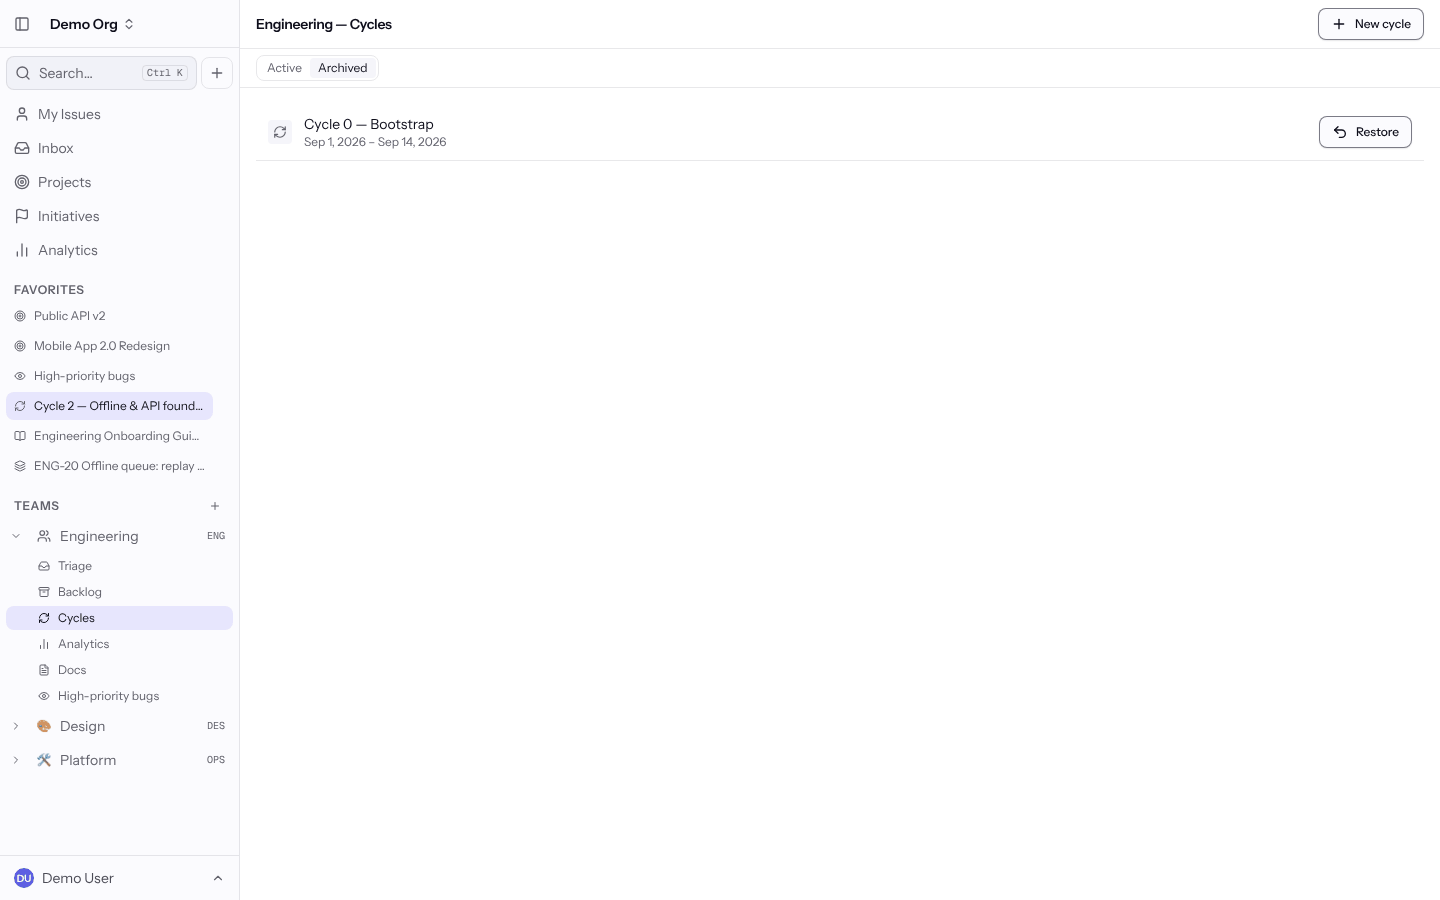 Demo Org
Search...
Ctrl K
My Issues
Inbox
Projects
Initiatives
Analytics
FAVORITES
Public API v2
Mobile App 2.0 Redesign
High-priority bugs
Cycle 2 — Offline & API found...
Engineering Onboarding Gui...
ENG-20 Offline queue: replay ...
TEAMS
Engineering ENG
Triage
Backlog
Cycles
Analytics
Docs
High-priority bugs
Design DES
Platform OPS
DU Demo User
Engineering — Cycles
New cycle
Active Archived
Cycle 0 — Bootstrap
Sep 1, 2026 – Sep 14, 2026
Restore